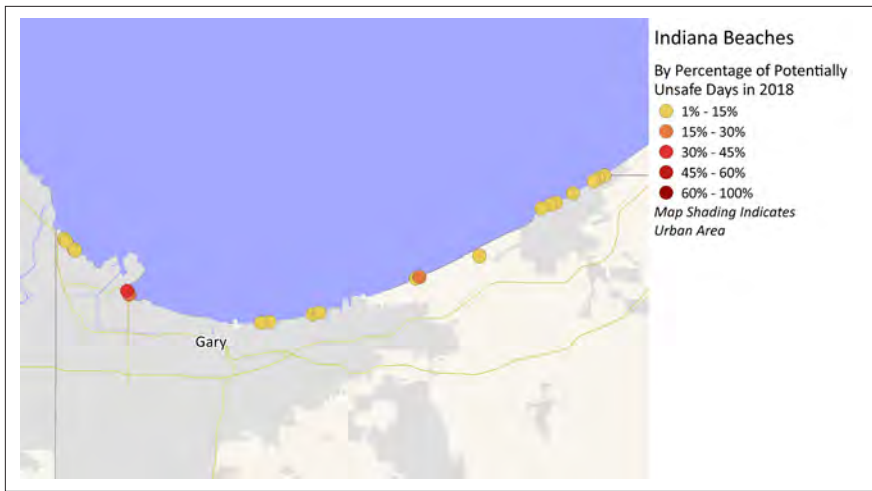 Indiana Beaches
By Percentage of Potentially
Unsafe Days in 2018
1% - 15%
15% - 30%
30% - 45%
45% - 60%
60% - 100%
Map Shading Indicates
Urban Area
Gary